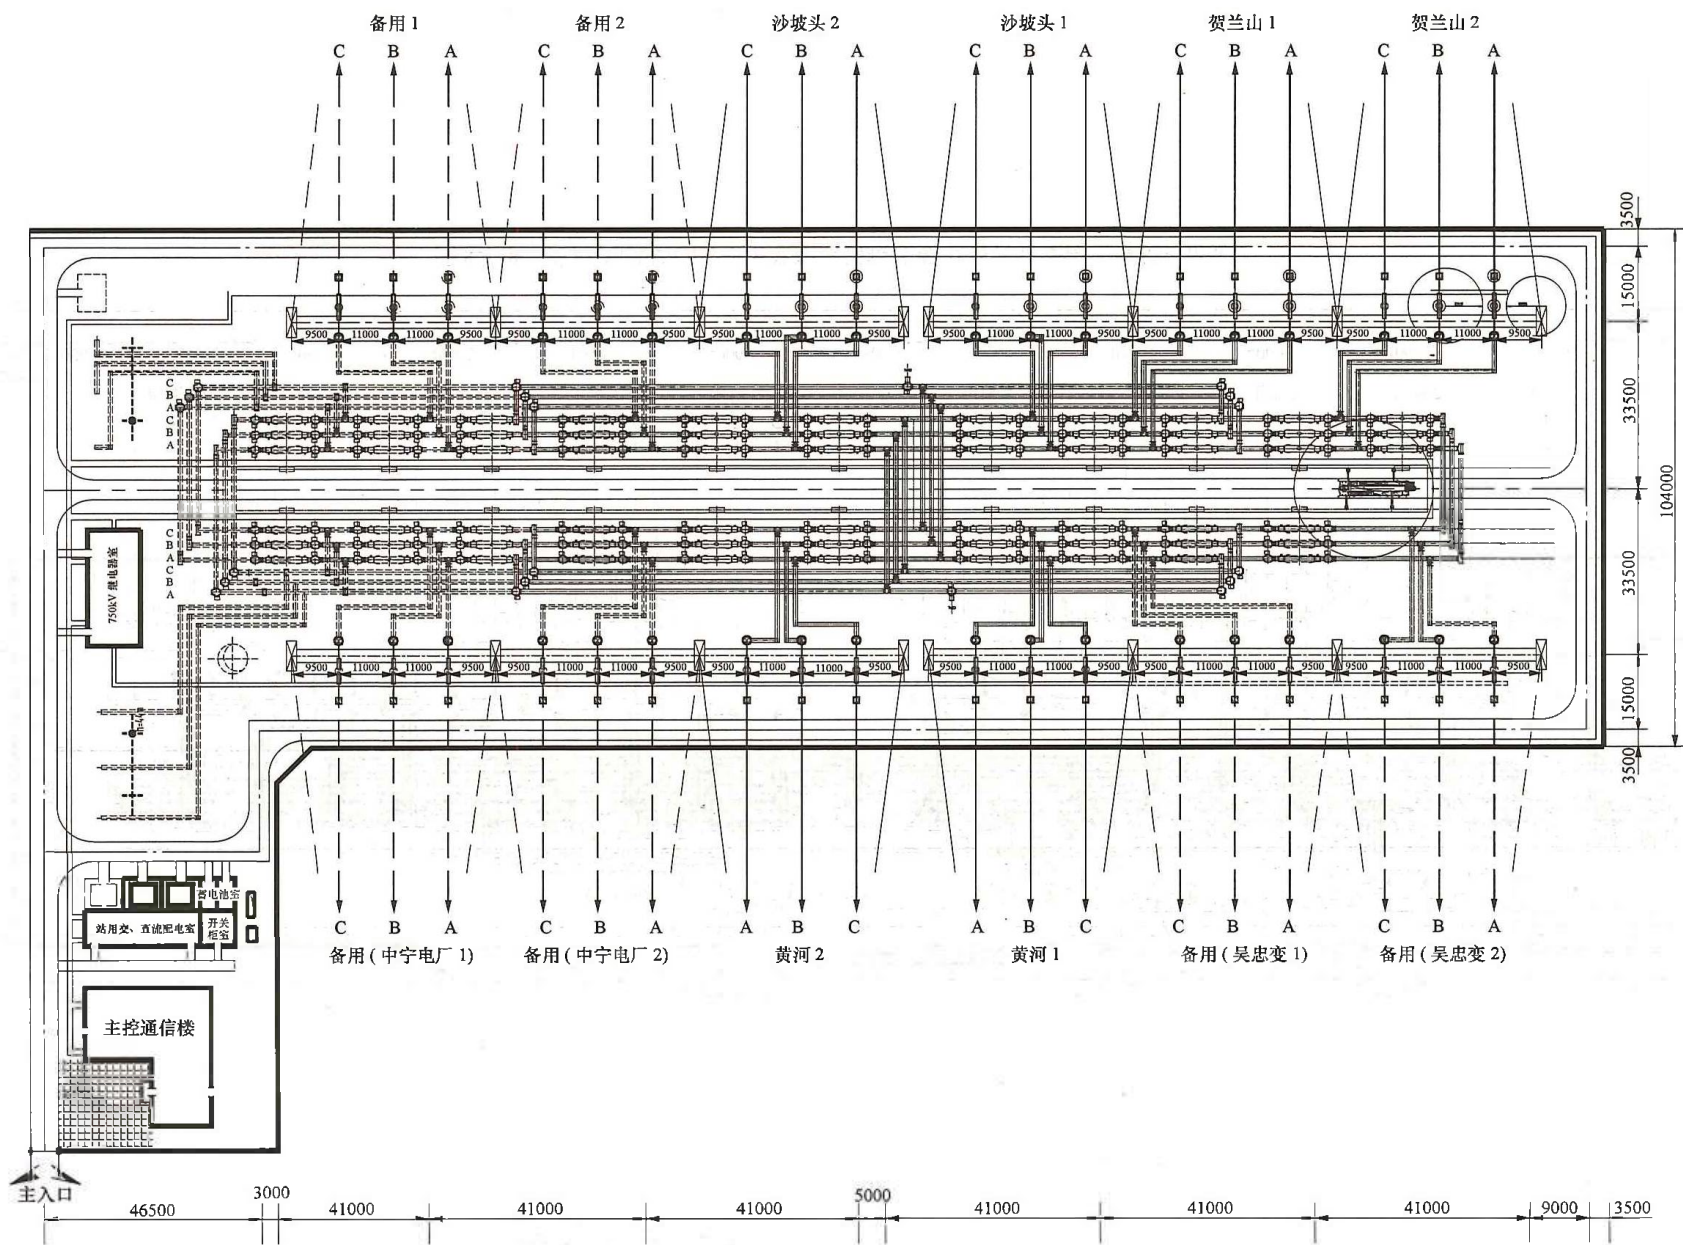 备用 1 备用 2 沙坡头 2 沙坡头 1 贺兰山 1 贺兰山 2
C B A C B A C B A C B A C B A C B A
3500
15000
9500 11000 11000 9500 9500 11000 11000 9500 9500 11000 11000 9500 9500 11000 11000 9500 9500 11000 11000 9500 9500 11000 11000 9500
33500
C
B
A
C
B
A
104000
C
B
A
C
B
A
750kV 继电器室
33500
9500 11000 11000 9500 9500 11000 11000 9500 9500 11000 11000 9500 9500 11000 11000 9500 9500 11000 11000 9500 9500 11000 11000 9500
15000
3500
蓄电池室
站用变、直流配电室
开关
柜室
C B A C B A A B C A B C C B A C B A
备用 ( 中宁电厂 1 ) 备用 ( 中宁电厂 2 ) 黄河 2 黄河 1 备用 ( 吴忠变 1 ) 备用 ( 吴忠变 2 )
主控通信楼
主入口
46500 3000 41000 41000 41000 5000 41000 41000 41000 9000 3500